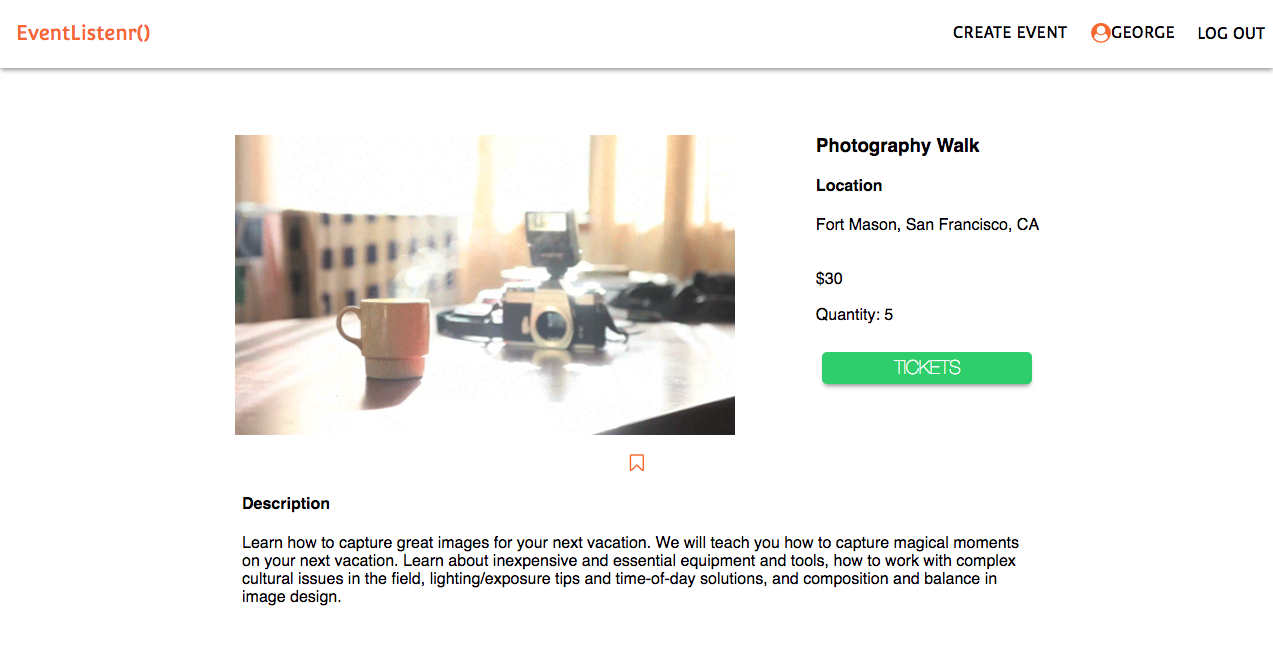 EventListenr()
CREATE EVENT
GEORGE
LOG OUT
Photography Walk
Location
Fort Mason, San Francisco, CA
$30
Quantity: 5
TICKETS
Description
Learn how to capture great images for your next vacation. We will teach you how to capture magical moments
on your next vacation. Learn about inexpensive and essential equipment and tools, how to work with complex
cultural issues in the field, lighting/exposure tips and time-of-day solutions, and composition and balance in
image design.